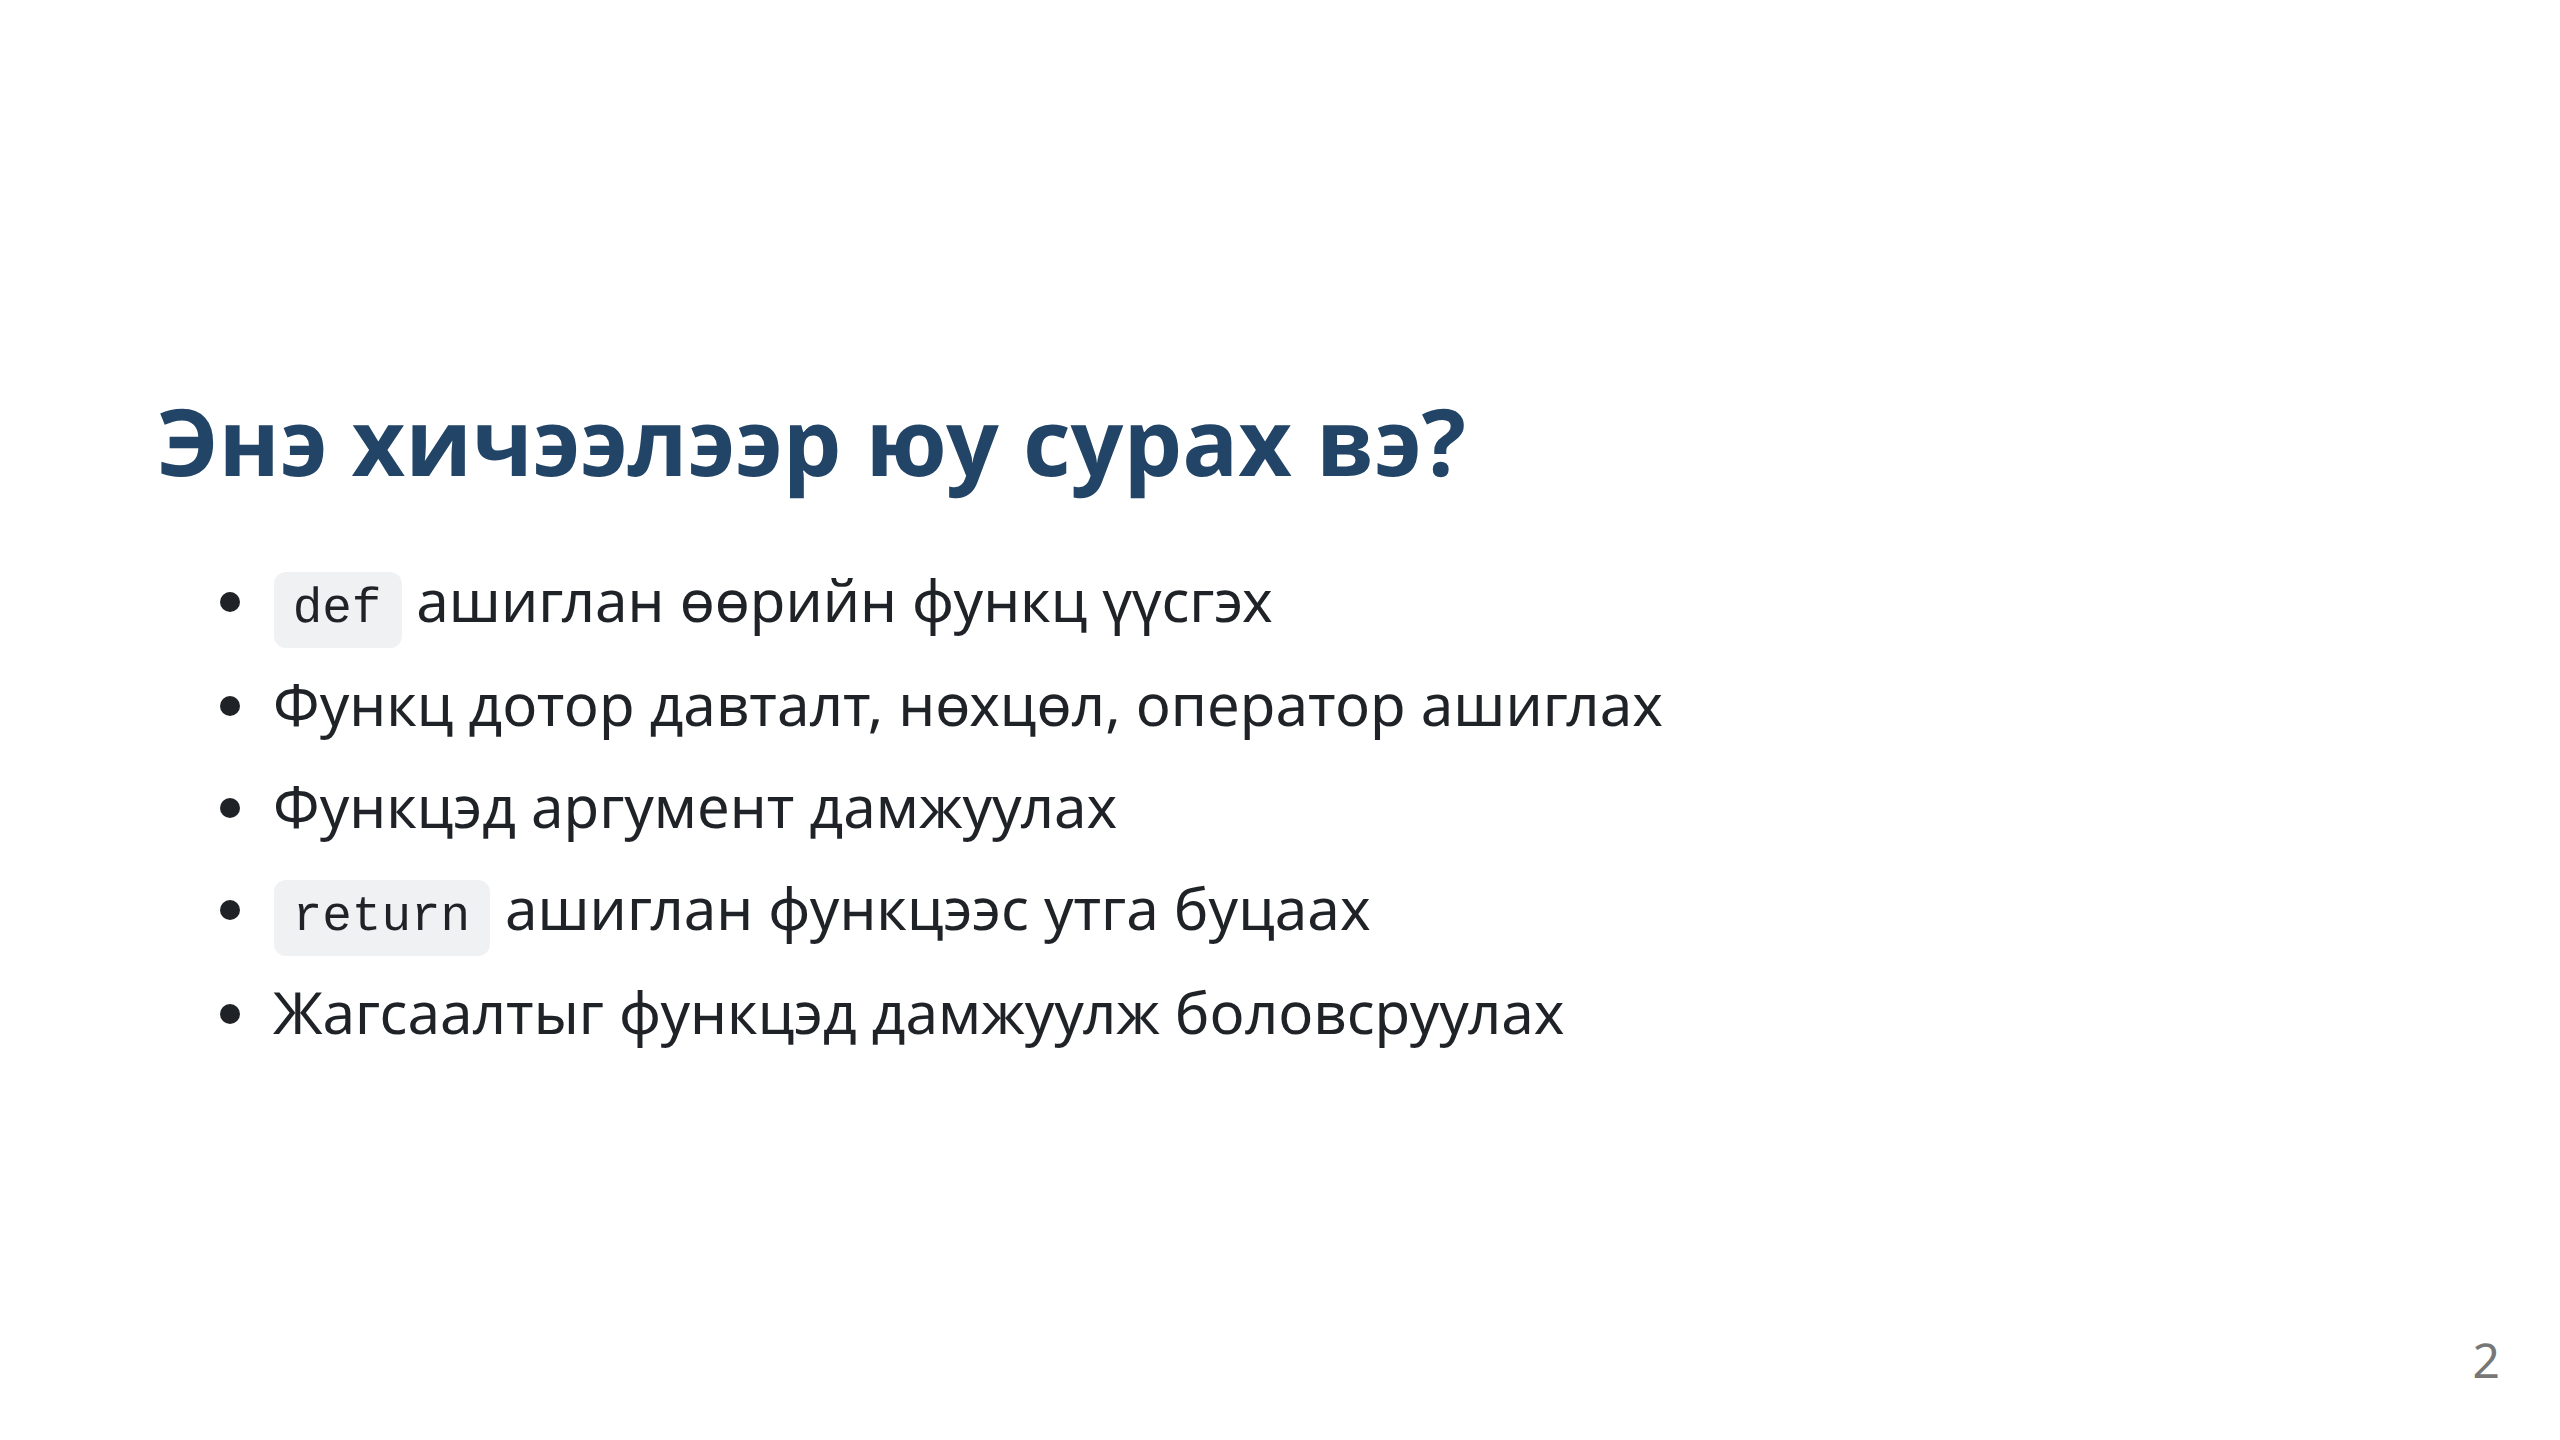 Энэ хичээлээр юу сурах вэ?
• def ашиглан өөрийн функц үүсгэх
• Функц дотор давталт, нөхцөл, оператор ашиглах
• Функцэд аргумент дамжуулах
• return ашиглан функцээс утга буцаах
• Жагсаалтыг функцэд дамжуулж боловсруулах
2